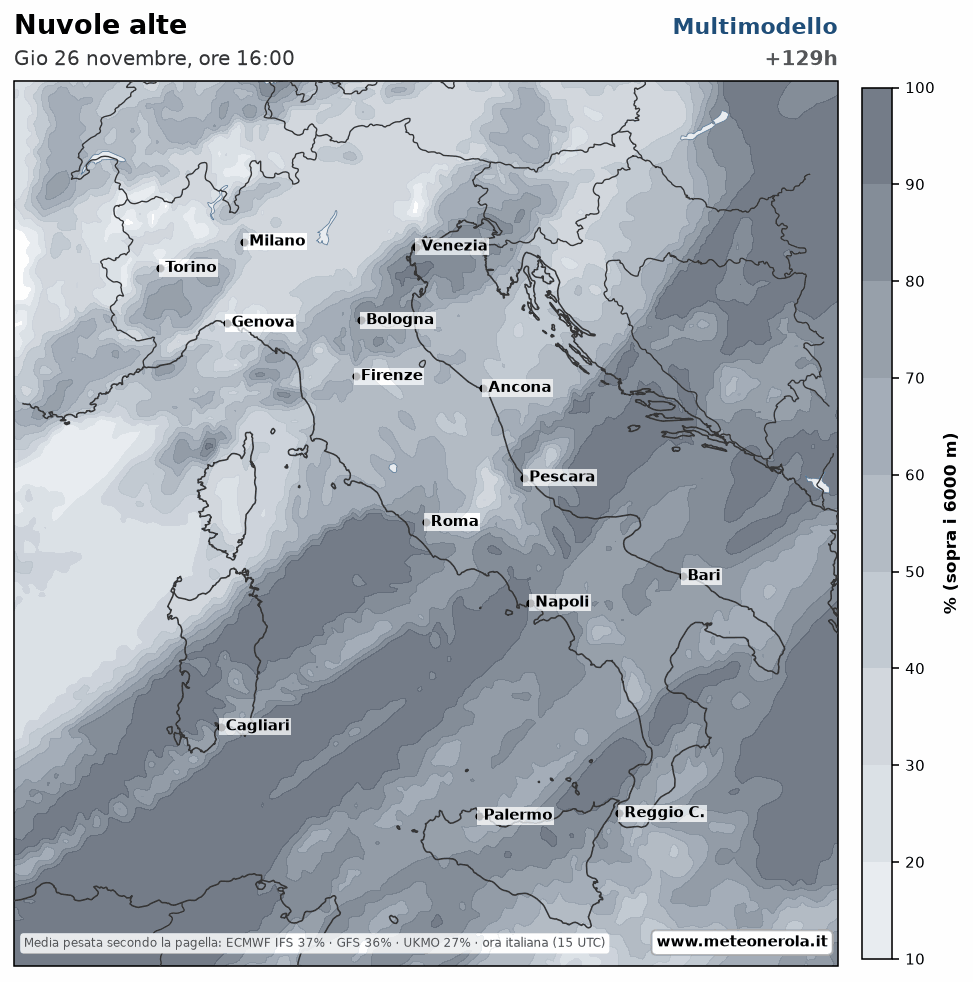 Nuvole alte
Multimodello
Gio 26 novembre, ore 16:00
+129h
Milano
Venezia
Torino
Genova
Bologna
Firenze
Ancona
Pescara
Roma
Bari
Napoli
Cagliari
Palermo
Reggio C.
100
90
80
70
60
50
40
30
20
10
% (sopra i 6000 m)
Media pesata secondo la pagella: ECMWF IFS 37% · GFS 36% · UKMO 27% · ora italiana (15 UTC)
www.meteonerola.it